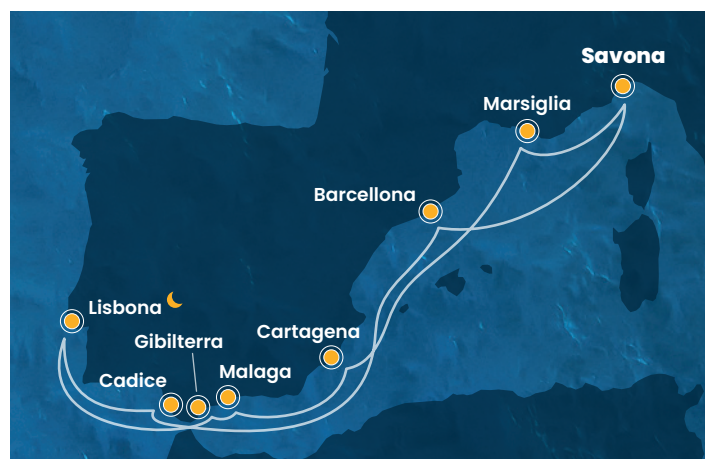 Savona
Marsiglia
Barcellona
Lisbona
Gibilterra
Cartagena
Cadice
Malaga